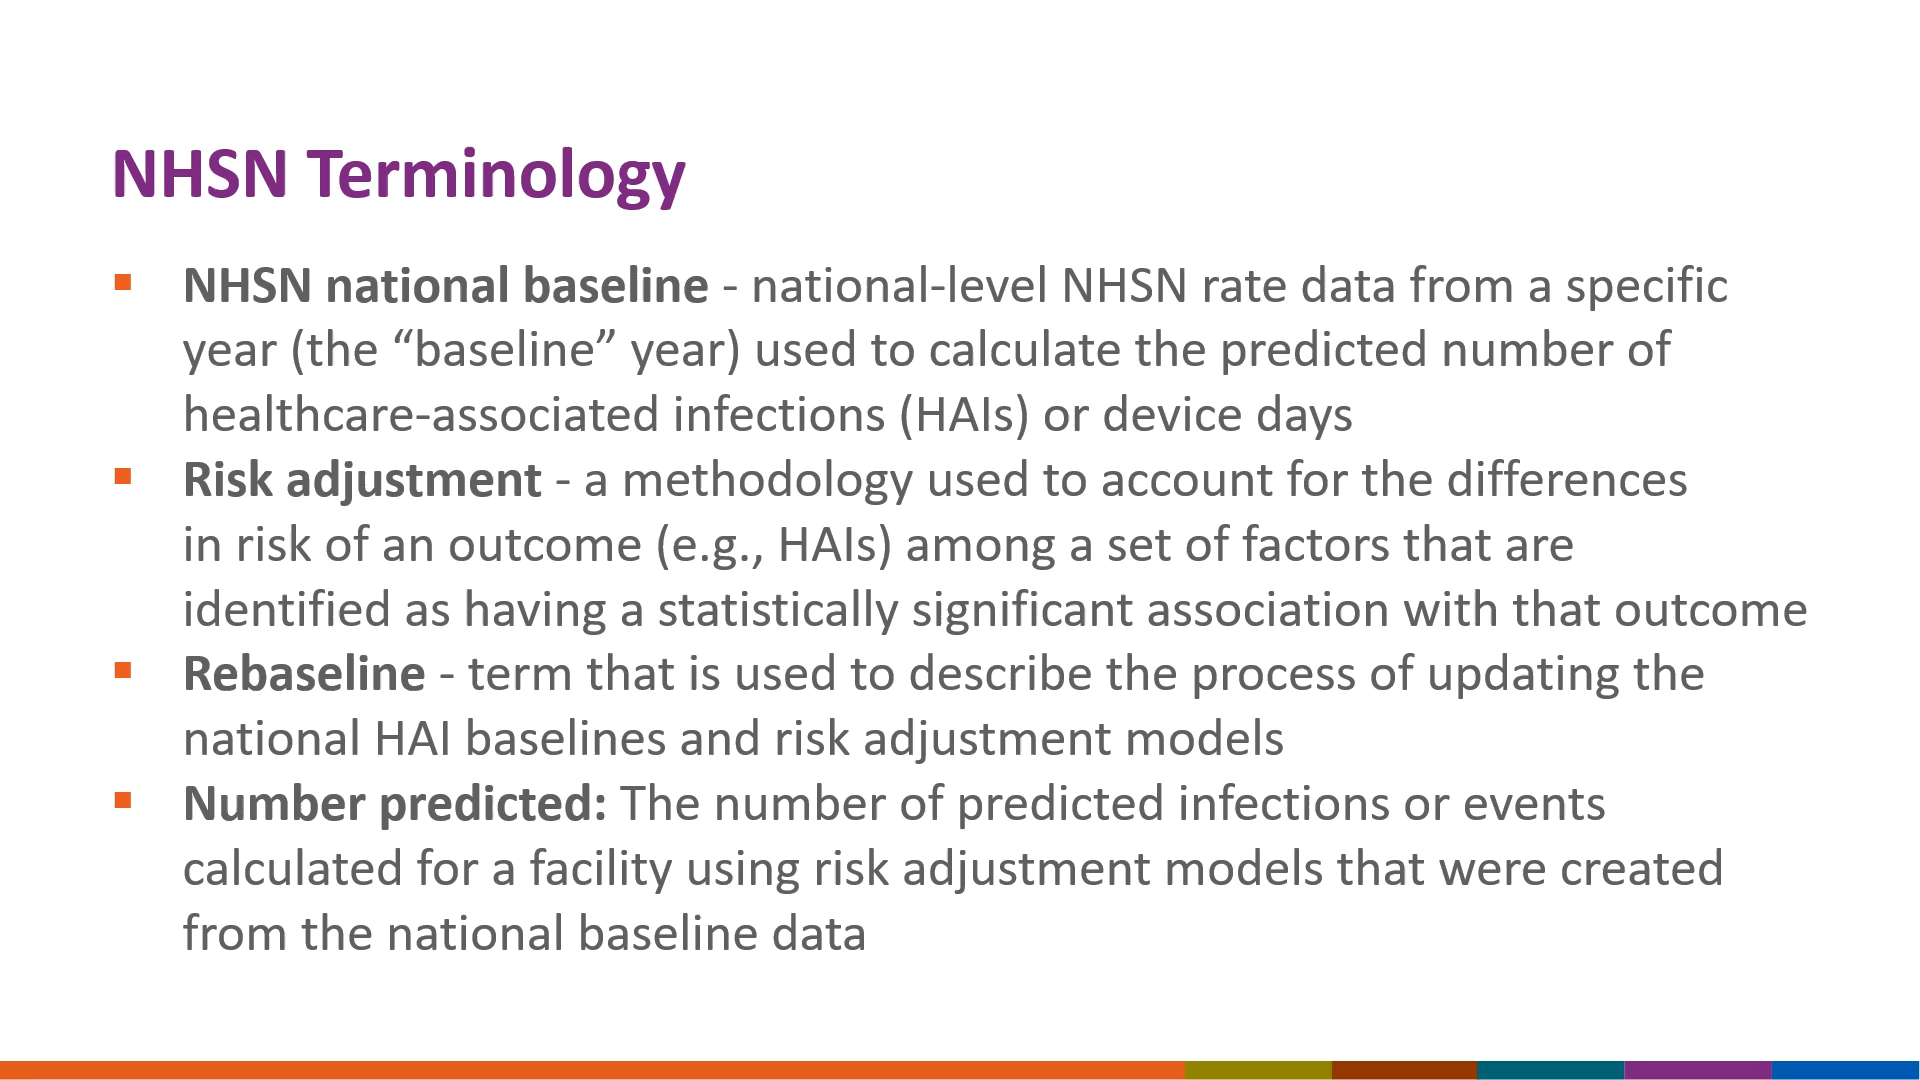 NHSN Terminology
▪ NHSN national baseline - national-level NHSN rate data from a specific
year (the “baseline” year) used to calculate the predicted number of
healthcare-associated infections (HAIs) or device days
▪ Risk adjustment - a methodology used to account for the differences
in risk of an outcome (e.g., HAIs) among a set of factors that are
identified as having a statistically significant association with that outcome
▪ Rebaseline - term that is used to describe the process of updating the
national HAI baselines and risk adjustment models
▪ Number predicted: The number of predicted infections or events
calculated for a facility using risk adjustment models that were created
from the national baseline data